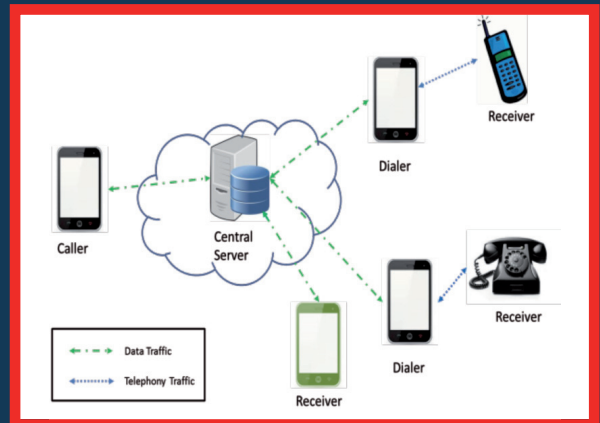 Receiver
Dialer
Caller
Central
Server
Receiver
Dialer
Receiver
Data Traffic
Telephony Traffic